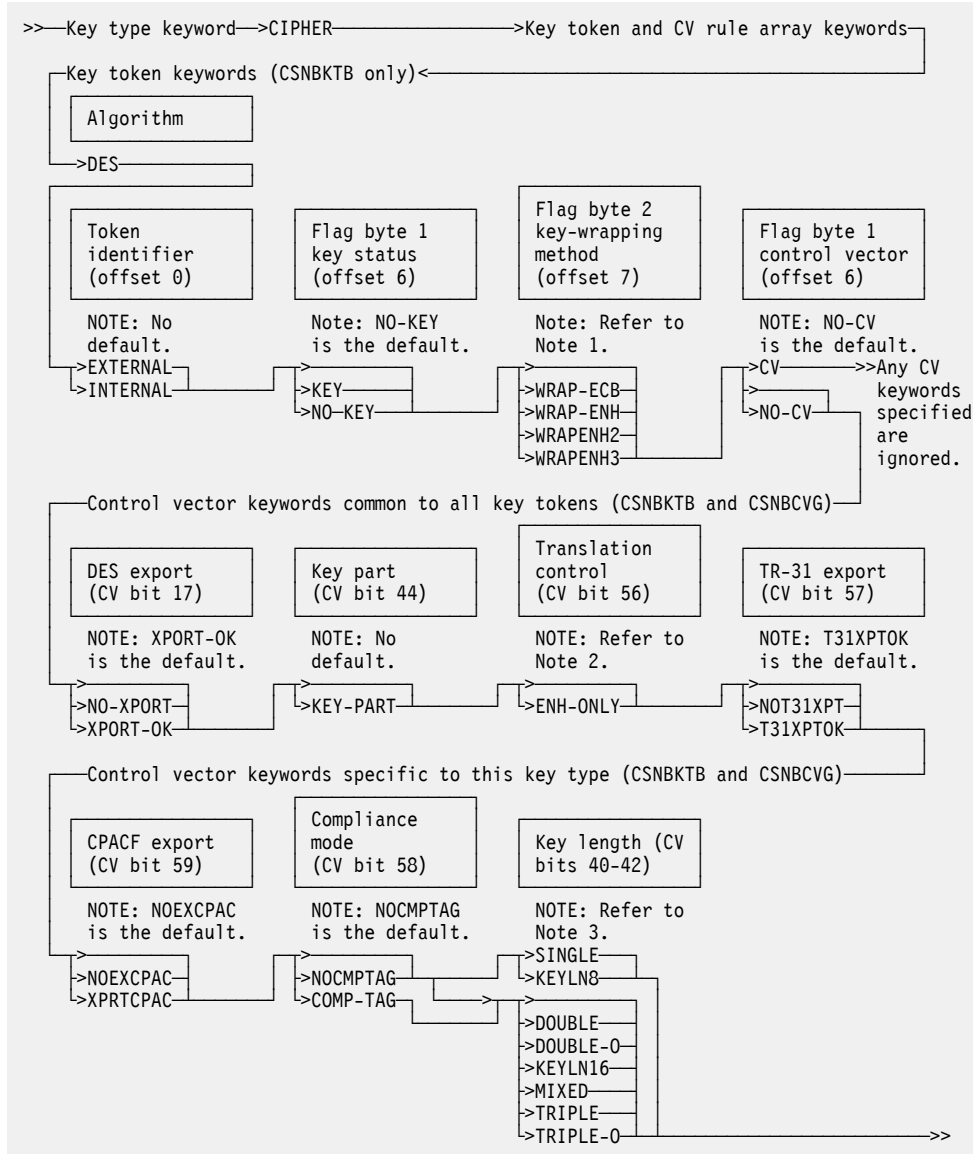 >>—Key type keyword—>CIPHER—>Key token and CV rule array keywords
Key token keywords (CSNBKTB only)<
Algorithm
>DES
Token
identifier
(offset 0)
Flag byte 1
key status
(offset 6)
Flag byte 2
key-wrapping
method
(offset 7)
Flag byte 1
control vector
(offset 6)
NOTE: No
default.
Note: NO-KEY
is the default.
Note: Refer to
Note 1.
NOTE: NO-CV
is the default.
>EXTERNAL
>INTERNAL
>
>KEY
>NO-KEY
>
>WRAP-ECB
>WRAP-ENH
>WRAPENH2
>WRAPENH3
>CV—>>Any CV
keywords
specified
are
ignored.
>
>NO-CV
Control vector keywords common to all key tokens (CSNBKTB and CSNBCVG)
DES export
(CV bit 17)
Key part
(CV bit 44)
Translation
control
(CV bit 56)
TR-31 export
(CV bit 57)
NOTE: XPORT-OK
is the default.
NOTE: No
default.
NOTE: Refer to
Note 2.
NOTE: T31XPTOK
is the default.
>
>NO-XPORT
>XPORT-OK
>
>KEY-PART
>
>ENH-ONLY
>
>NOT31XPT
>T31XPTOK
Control vector keywords specific to this key type (CSNBKTB and CSNBCVG)
CPACF export
(CV bit 59)
Compliance
mode
(CV bit 58)
Key length (CV
bits 40-42)
NOTE: NOEXCPAC
is the default.
NOTE: NOCMPTAG
is the default.
NOTE: Refer to
Note 3.
>
>NOEXCPAC
>XPRTCPAC
>
>NOCMPTAG
>COMP-TAG
>SINGLE
>KEYLN8
>
>
>DOUBLE
>DOUBLE-O
>KEYLN16
>MIXED
>TRIPLE
>TRIPLE-O—>>